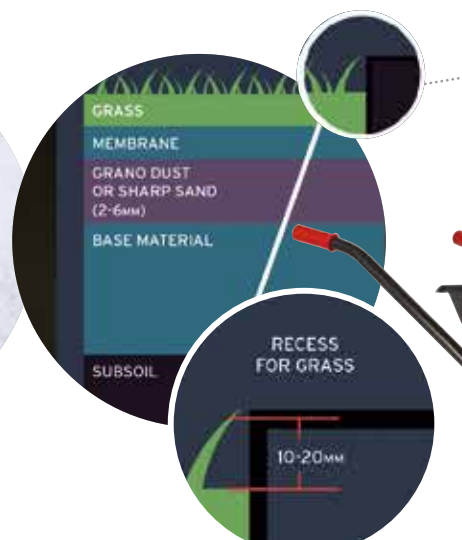 GRASS
MEMBRANE
GRANO DUST
OR SHARP SAND
(2-6MM)
BASE MATERIAL
SUBSOIL
RECESS
FOR GRASS
10-20MM